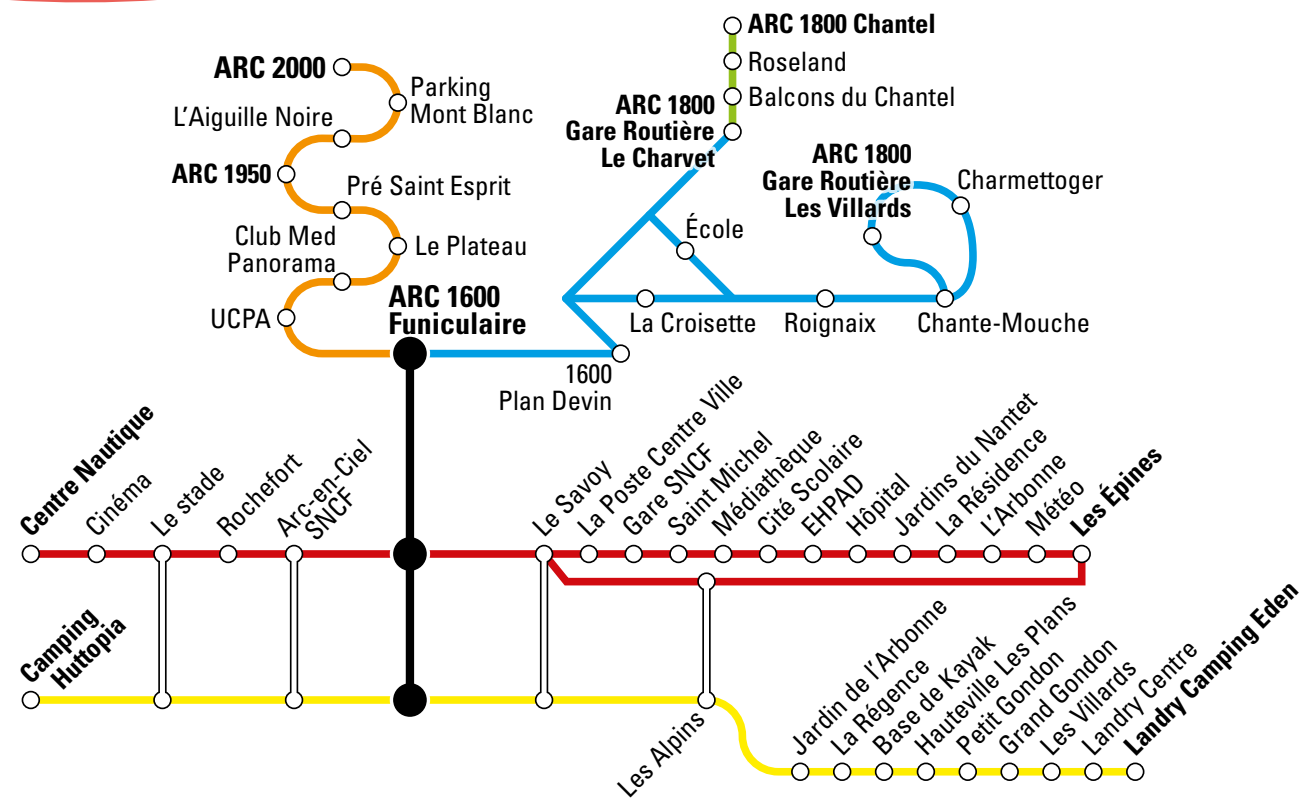 ARC 1800 Chantel
Roseland
Balcons du Chantel
ARC 1800
Gare Routière
Le Charvet
ARC 2000
Parking
Mont Blanc
L'Aiguille Noire
ARC 1950
Pré Saint Esprit
Club Med
Panorama
Le Plateau
UCPA
ARC 1600
Funiculaire
ARC 1800
Gare Routière
Les Villards
Charmettoger
École
La Croisette
Roignaix
Chante-Mouche
1600
Plan Devin
Centre Nautique
Cinéma
Le stade
Rochefort
Arc-en-Ciel
SNCF
Le Savoy
La Poste Centre Ville
Gare SNCF
Saint Michel
Médiathèque
Cité Scolaire
EHPAD
Hôpital
Jardins du Nantet
La Résidence
L'Arbonne
Météo
Les Épines
Camping
Huttopia
Les Alpins
Jardin de l'Arbonne
La Régence
Base de Kayak
Hauteville Les Plans
Petit Gondon
Grand Gondon
Les Villards
Landry Centre
Landry Camping Eden